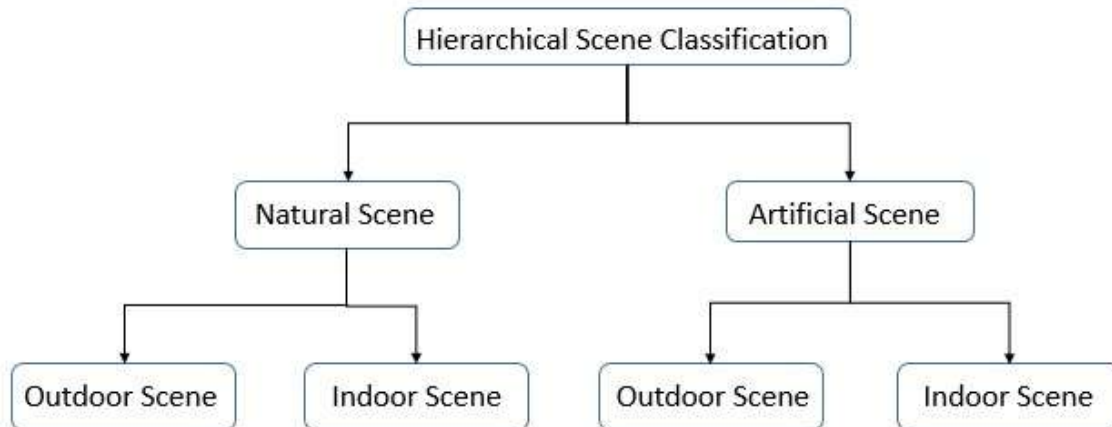 Hierarchical Scene Classification
Natural Scene
Artificial Scene
Outdoor Scene
Indoor Scene
Outdoor Scene
Indoor Scene